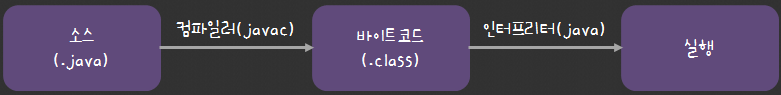 소스
(.java)
컴파일러(javac)
바이트코드
(.class)
인터프리터(java)
실행